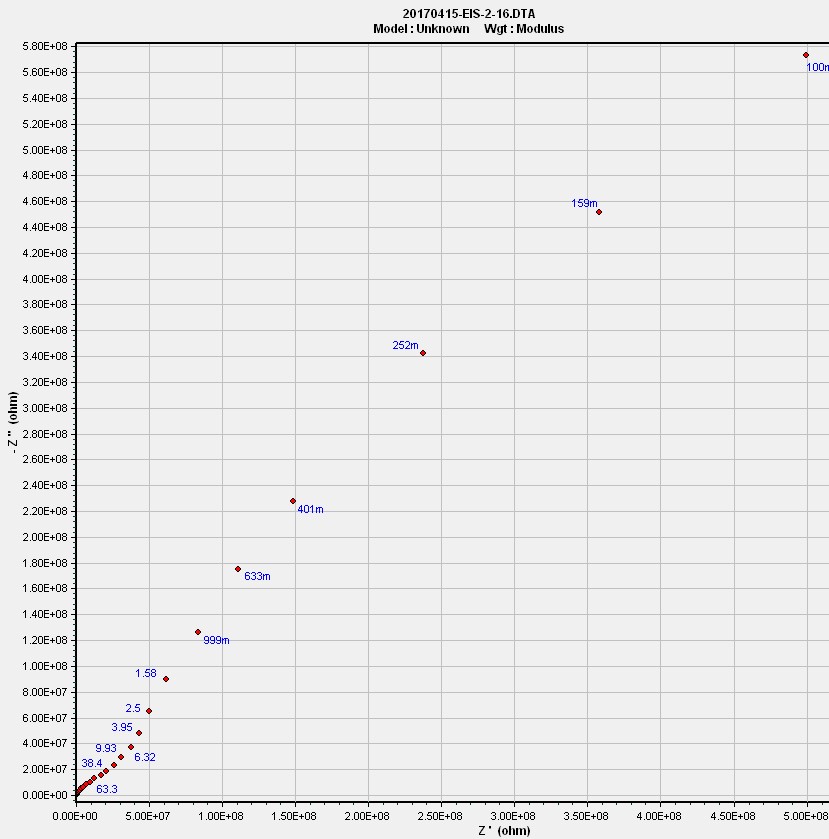 20170415-EIS-2-16.DTA
Model : Unknown Wgt : Modulus
5.80E+08
5.60E+08
100m
5.40E+08
5.20E+08
5.00E+08
4.80E+08
4.60E+08
159m
4.40E+08
4.20E+08
4.00E+08
3.80E+08
3.60E+08
252m
3.40E+08
3.20E+08
3.00E+08
- Z '' (ohm)
2.80E+08
2.60E+08
2.40E+08
2.20E+08
401m
2.00E+08
1.80E+08
633m
1.60E+08
1.40E+08
1.20E+08
999m
1.00E+08
1.58
8.00E+07
2.5
6.00E+07
3.95
4.00E+07
9.93
6.32
38.4
2.00E+07
63.3
0.00E+00
0.00E+00 5.00E+07 1.00E+08 1.50E+08 2.00E+08 2.50E+08 3.00E+08 3.50E+08 4.00E+08 4.50E+08 5.00E+08
Z ' (ohm)